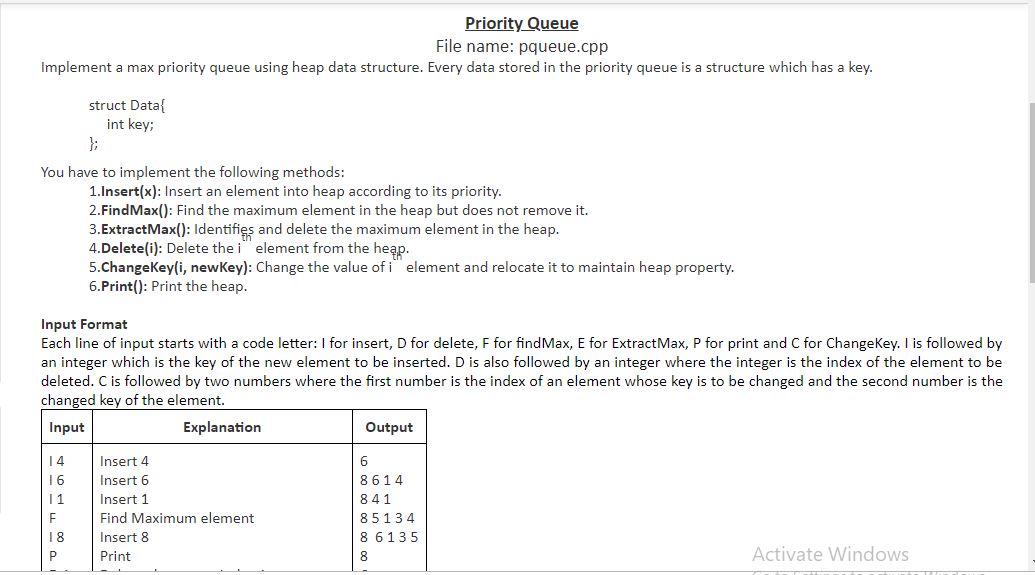 Priority Queue
File name: pqueue.cpp
Implement a max priority queue using heap data structure. Every data stored in the priority queue is a structure which has a key.
struct Data{
int key;
};
You have to implement the following methods:
1.Insert(x): Insert an element into heap according to its priority.
2.FindMax(): Find the maximum element in the heap but does not remove it.
3.ExtractMax(): Identifies and delete the maximum element in the heap.
4.Delete(i): Delete the i th element from the heap.
5.ChangeKey(i, newKey): Change the value of i th element and relocate it to maintain heap property.
6.Print(): Print the heap.
Input Format
Each line of input starts with a code letter: I for insert, D for delete, F for findMax, E for ExtractMax, P for print and C for ChangeKey. I is followed by
an integer which is the key of the new element to be inserted. D is also followed by an integer where the integer is the index of the element to be
deleted. C is followed by two numbers where the first number is the index of an element whose key is to be changed and the second number is the
changed key of the element.
Input Explanation Output
I 4 Insert 4 6
I 6 Insert 6 8 6 1 4
I 1 Insert 1 8 4 1
F Find Maximum element 8 5 1 3 4
I 8 Insert 8 8 6 1 3 5
P Print 8
Activate Windows